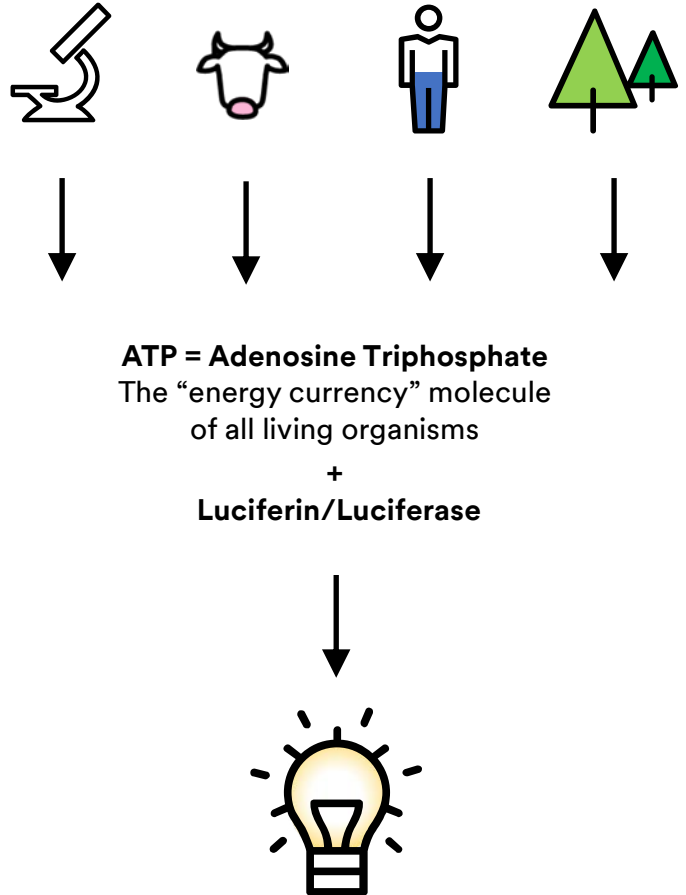 ATP = Adenosine Triphosphate
The “energy currency” molecule
of all living organisms
+
Luciferin/Luciferase